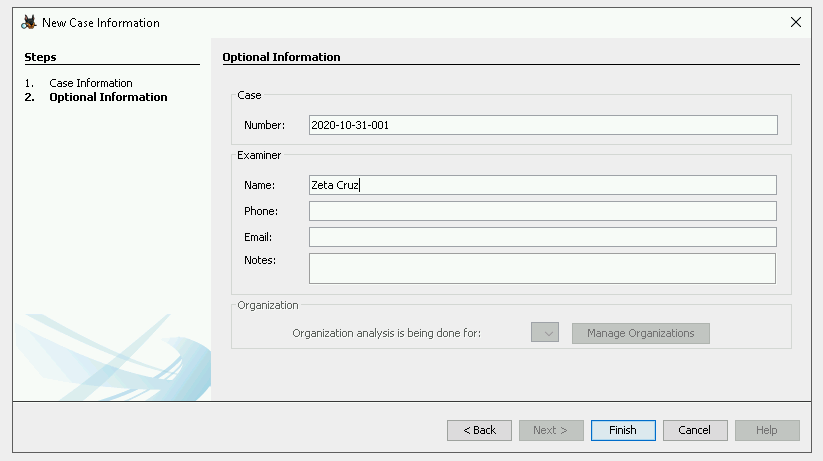 New Case Information
Steps
1. Case Information
2. Optional Information
Optional Information
Case
Number: 2020-10-31-001
Examiner
Name: Zeta Cruz
Phone:
Email:
Notes:
Organization
Organization analysis is being done for:
Manage Organizations
< Back Next > Finish Cancel Help